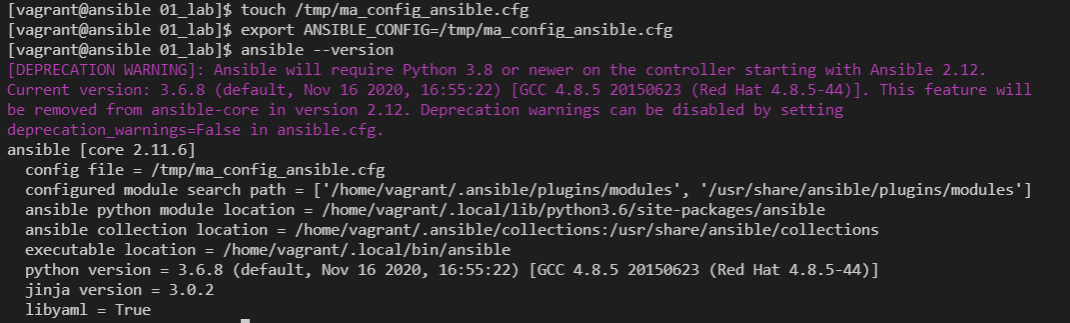 [vagrant@ansible 01_lab]$ touch /tmp/ma_config_ansible.cfg
[vagrant@ansible 01_lab]$ export ANSIBLE_CONFIG=/tmp/ma_config_ansible.cfg
[vagrant@ansible 01_lab]$ ansible --version
[DEPRECATION WARNING]: Ansible will require Python 3.8 or newer on the controller starting with Ansible 2.12.
Current version: 3.6.8 (default, Nov 16 2020, 16:55:22) [GCC 4.8.5 20150623 (Red Hat 4.8.5-44)]. This feature will
be removed from ansible-core in version 2.12. Deprecation warnings can be disabled by setting
deprecation_warnings=False in ansible.cfg.
ansible [core 2.11.6]
  config file = /tmp/ma_config_ansible.cfg
  configured module search path = ['/home/vagrant/.ansible/plugins/modules', '/usr/share/ansible/plugins/modules']
  ansible python module location = /home/vagrant/.local/lib/python3.6/site-packages/ansible
  ansible collection location = /home/vagrant/.ansible/collections:/usr/share/ansible/collections
  executable location = /home/vagrant/.local/bin/ansible
  python version = 3.6.8 (default, Nov 16 2020, 16:55:22) [GCC 4.8.5 20150623 (Red Hat 4.8.5-44)]
  jinja version = 3.0.2
  libyaml = True